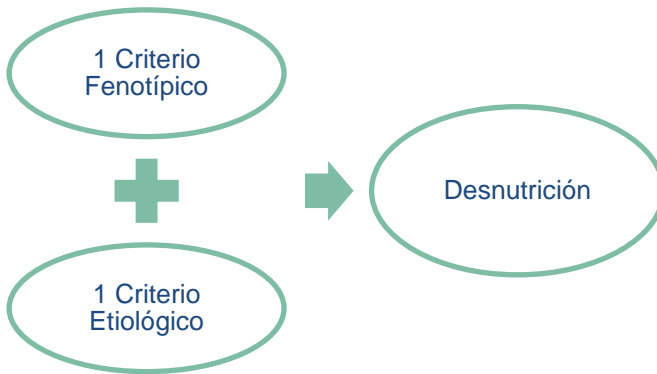 1 Criterio
Fenotípico
Desnutrición
1 Criterio
Etiológico